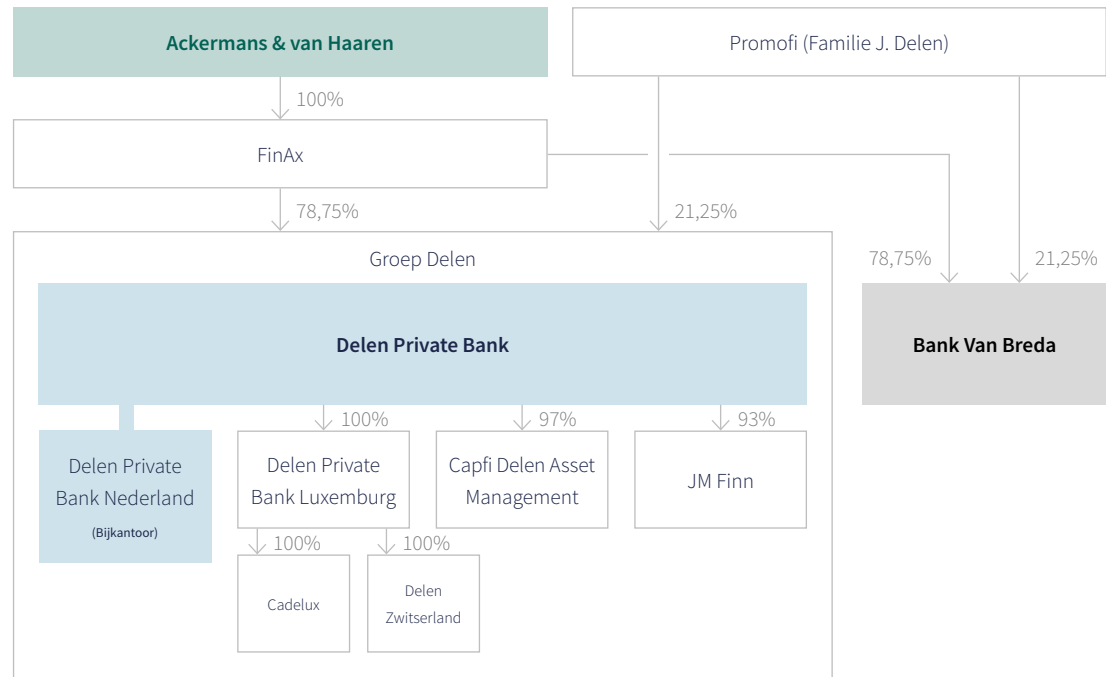 Ackermans & van Haaren
Promofi (Familie J. Delen)
100%
FinAx
78,75%
21,25%
Groep Delen
78,75%
21,25%
Delen Private Bank
Bank Van Breda
100%
97%
93%
Delen Private
Bank Nederland
(Bijkantoor)
Delen Private
Bank Luxemburg
Capfi Delen Asset
Management
JM Finn
100%
100%
Cadelux
Delen
Zwitserland